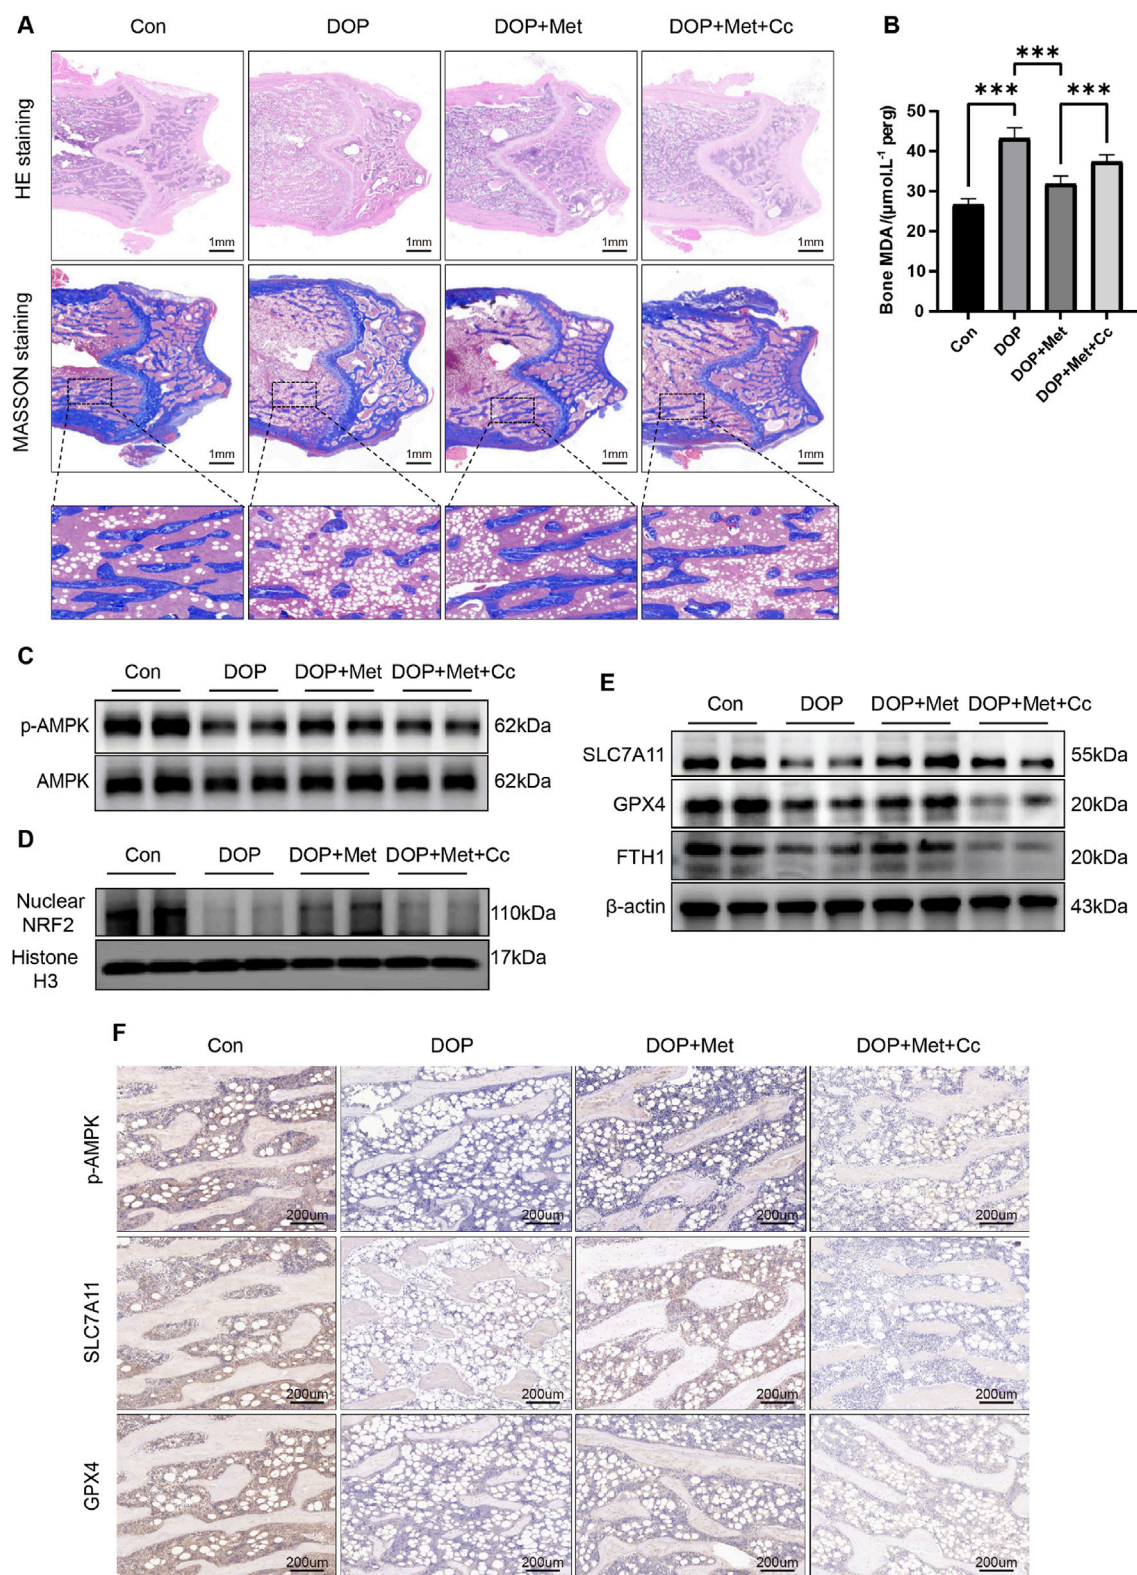 A
Con
DOP
DOP+Met
DOP+Met+Cc
HE staining
1mm
1mm
1mm
1mm
MASSON staining
1mm
1mm
1mm
1mm
B
***
***
***
Bone MDA/(μmol.L⁻¹ perg)
50
40
30
20
10
0
Con
DOP
DOP+Met
DOP+Met+Cc
C
Con
DOP
DOP+Met
DOP+Met+Cc
p-AMPK
62kDa
AMPK
62kDa
D
Con
DOP
DOP+Met
DOP+Met+Cc
Nuclear
NRF2
110kDa
Histone
H3
17kDa
E
Con
DOP
DOP+Met
DOP+Met+Cc
SLC7A11
55kDa
GPX4
20kDa
FTH1
20kDa
β-actin
43kDa
F
Con
DOP
DOP+Met
DOP+Met+Cc
p-AMPK
200um
200um
200um
200um
SLC7A11
200um
200um
200um
200um
GPX4
200um
200um
200um
200um